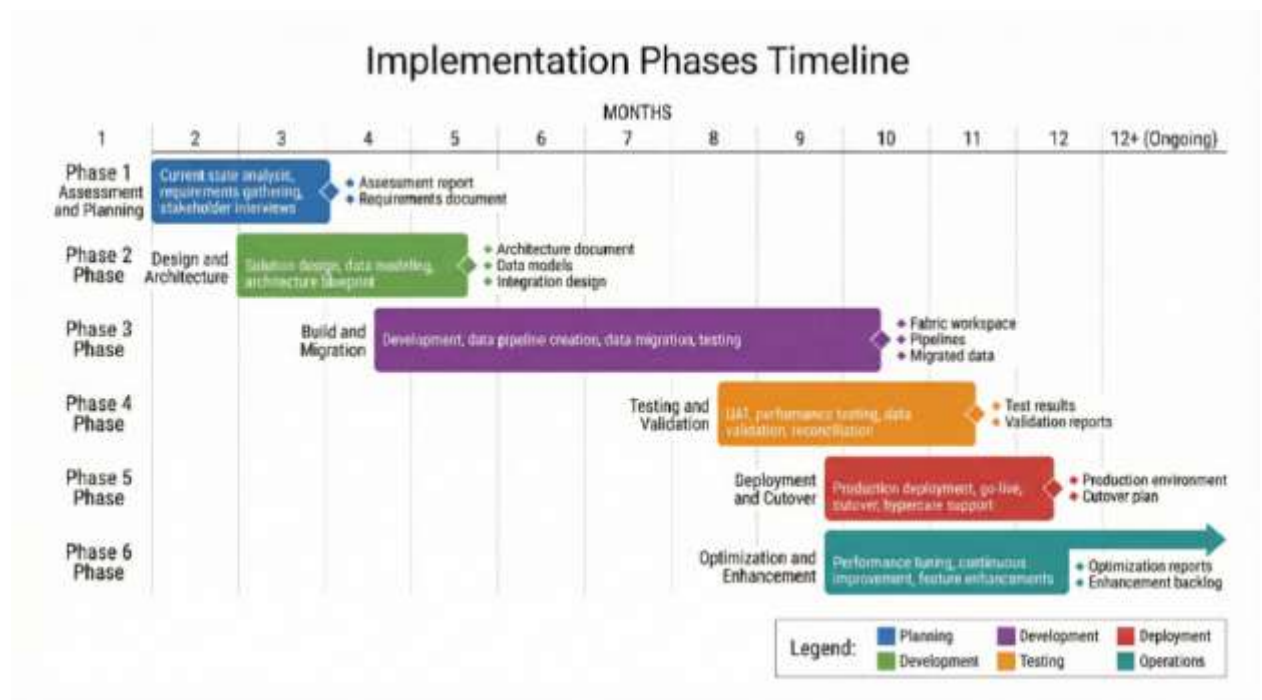 Implementation Phases Timeline
MONTHS
1 2 3 4 5 6 7 8 9 10 11 12 12+ (Ongoing)
Phase 1
Assessment
and Planning
Current state analysis,
requirements gathering,
stakeholder interviews
Assessment report
Requirements document
Phase 2
Phase
Design and
Architecture
Solution design, data modeling,
architecture blueprint
Architecture document
Data models
Integration design
Phase 3
Phase
Build and
Migration
Development, data pipeline creation, data migration, testing
Fabric workspace
Pipelines
Migrated data
Phase 4
Phase
Testing and
Validation
UAT, performance testing, data
validation, reconciliation
Test results
Validation reports
Phase 5
Phase
Deployment
and Cutover
Production deployment, go-live,
cutover, hypercare support
Production environment
Cutover plan
Phase 6
Phase
Optimization and
Enhancement
Performance tuning, continuous
improvement, feature enhancements
Optimization reports
Enhancement backlog
Legend:
Planning
Development
Deployment
Development
Testing
Operations